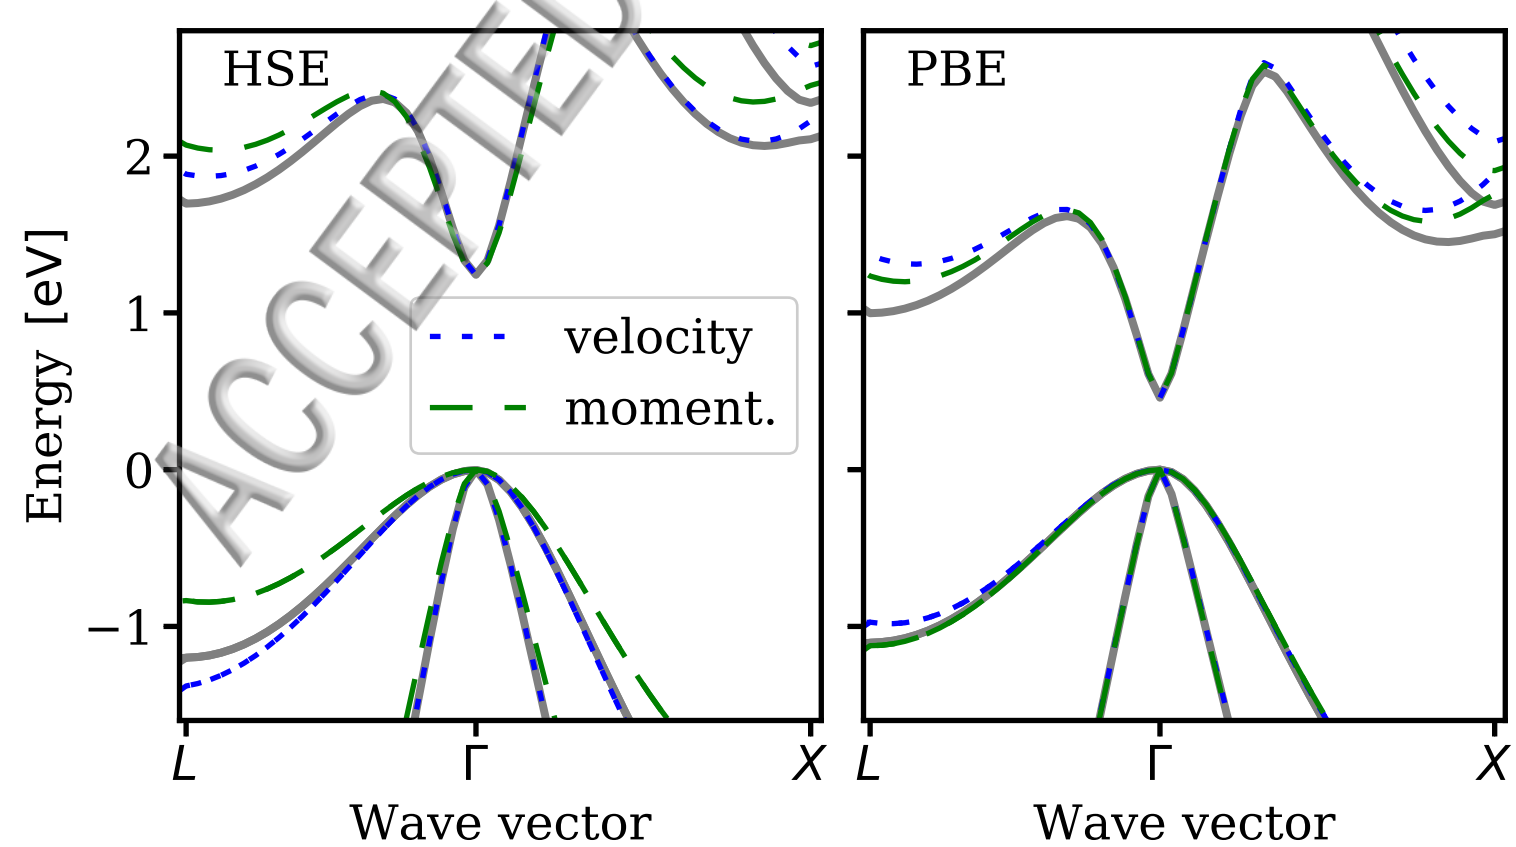 HSE
PBE
ACCEPTED
2
1
0
−1
Energy [eV]
velocity
moment.
L
Γ
X
L
Γ
X
Wave vector
Wave vector